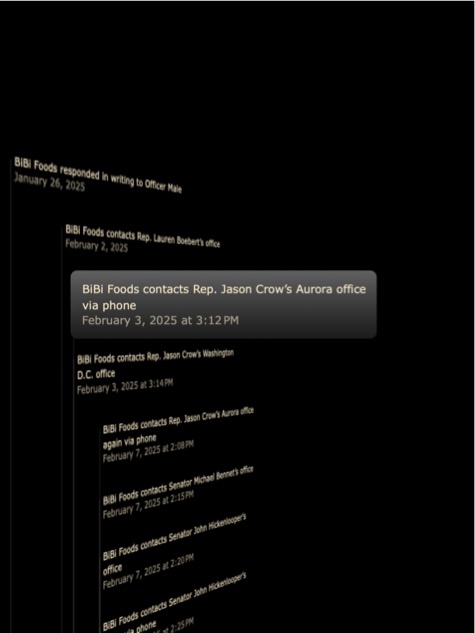 BiBi Foods responded in writing to Officer Male
January 26, 2025
BiBi Foods contacts Rep. Lauren Boebert's office
February 2, 2025
BiBi Foods contacts Rep. Jason Crow’s Aurora office
via phone
February 3, 2025 at 3:12 PM
BiBi Foods contacts Rep. Jason Crow's Washington
D.C. office
February 3, 2025 at 3:14 PM
BiBi Foods contacts Rep. Jason Crow's Aurora office
again via phone
February 7, 2025 at 2:08 PM
BiBi Foods contacts Senator Michael Bennet's office
February 7, 2025 at 2:15 PM
BiBi Foods contacts Senator John Hickenlooper's
office
February 7, 2025 at 2:20 PM
BiBi Foods contacts Senator John Hickenlooper's
via phone
2025 at 2:25 PM